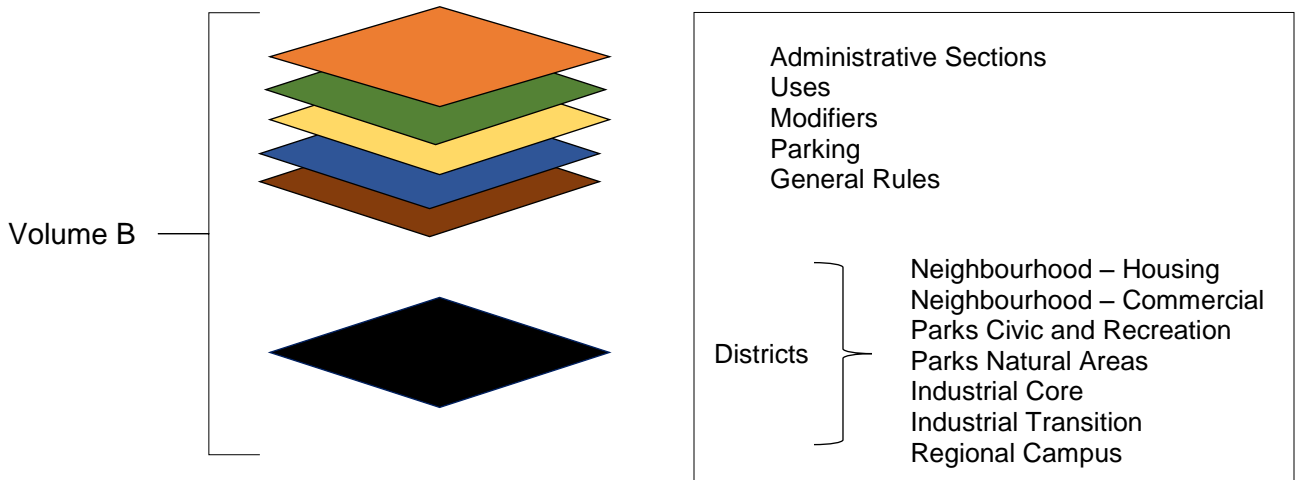 Volume B
Administrative Sections
Uses
Modifiers
Parking
General Rules
Districts
Neighbourhood – Housing
Neighbourhood – Commercial
Parks Civic and Recreation
Parks Natural Areas
Industrial Core
Industrial Transition
Regional Campus